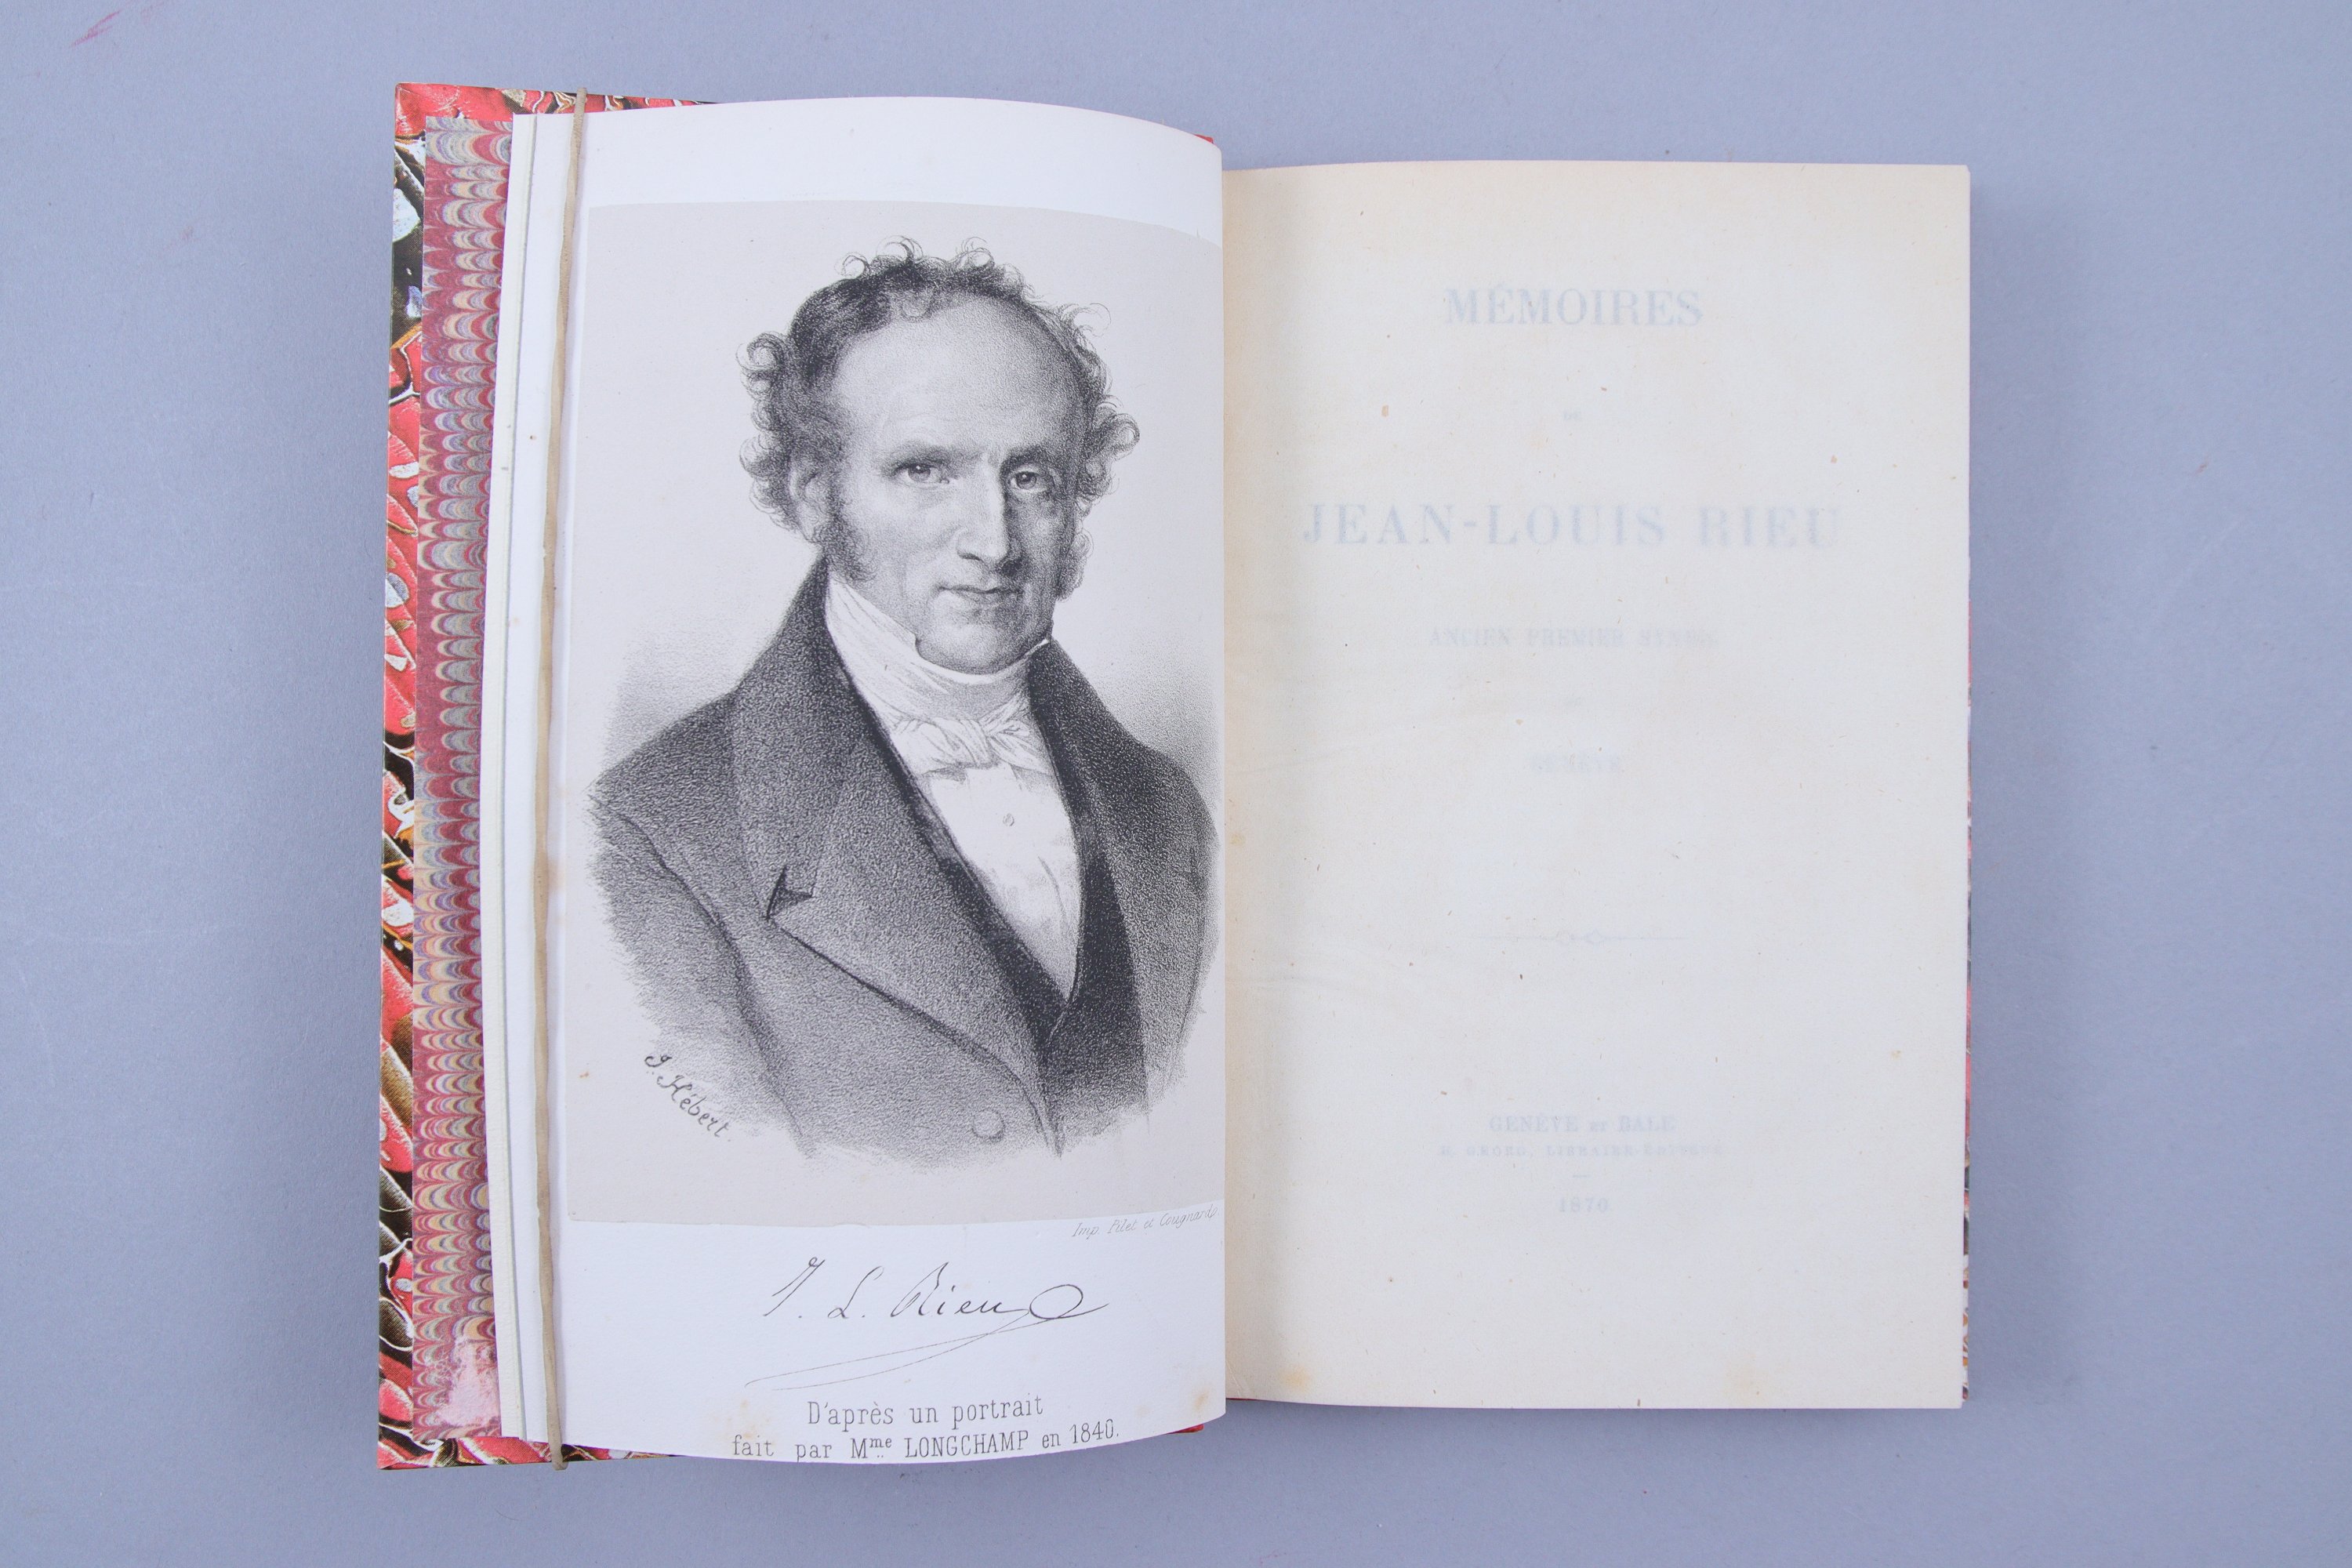 J. Hébert.
Imp. Pilet et Cougnard.
J. L. Rieu
D'après un portrait
fait par Mme LONGCHAMP en 1840.
MÉMOIRES
DE
JEAN-LOUIS RIEU
ANCIEN PREMIER SYNDIC
DE
GENÈVE
GENÈVE ET BALE
H. GEORG, LIBRAIRE-ÉDITEUR
1870